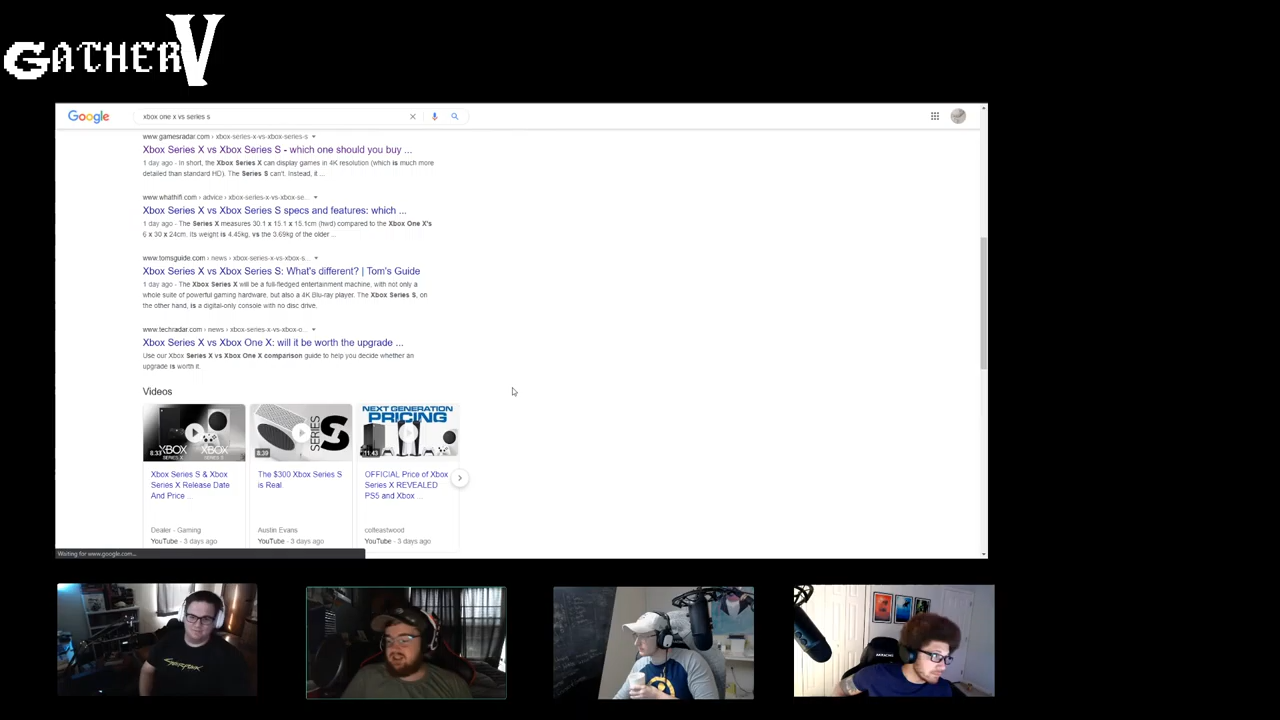 GATHER V
Google
xbox one x vs series s
www.gamesradar.com › xbox-series-x-vs-xbox-series-s
Xbox Series X vs Xbox Series S - which one should you buy ...
1 day ago - In short, the Xbox Series X can display games in 4K resolution (which is much more
detailed than standard HD). The Series S can't. Instead, it ...
www.whathifi.com › advice › xbox-series-x-vs-xbox-se...
Xbox Series X vs Xbox Series S specs and features: which ...
1 day ago - The Series X measures 30.1 x 15.1 x 15.1cm (hwd) compared to the Xbox One X's
6 x 30 x 24cm. Its weight is 4.45kg, vs the 3.69kg of the older ...
www.tomsguide.com › news › xbox-series-x-vs-xbox-s...
Xbox Series X vs Xbox Series S: What's different? | Tom's Guide
1 day ago - The Xbox Series X will be a full-fledged entertainment machine, with not only a
whole suite of powerful gaming hardware, but also a 4K Blu-ray player. The Xbox Series S, on
the other hand, is a digital-only console with no disc drive.
www.techradar.com › news › xbox-series-x-vs-xbox-o...
Xbox Series X vs Xbox One X: will it be worth the upgrade ...
Use our Xbox Series X vs Xbox One X comparison guide to help you decide whether an
upgrade is worth it.
Videos
XBOX SERIES X
XBOX SERIES S
8:33
SERIES S
8:39
NEXT GENERATION
PRICING
11:43
Xbox Series S & Xbox
Series X Release Date
And Price ...
Dealer - Gaming
YouTube - 3 days ago
The $300 Xbox Series S
is Real.
Austin Evans
YouTube - 3 days ago
OFFICIAL Price of Xbox
Series X REVEALED
PS5 and Xbox ...
colteastwood
YouTube - 3 days ago
Waiting for www.google.com...